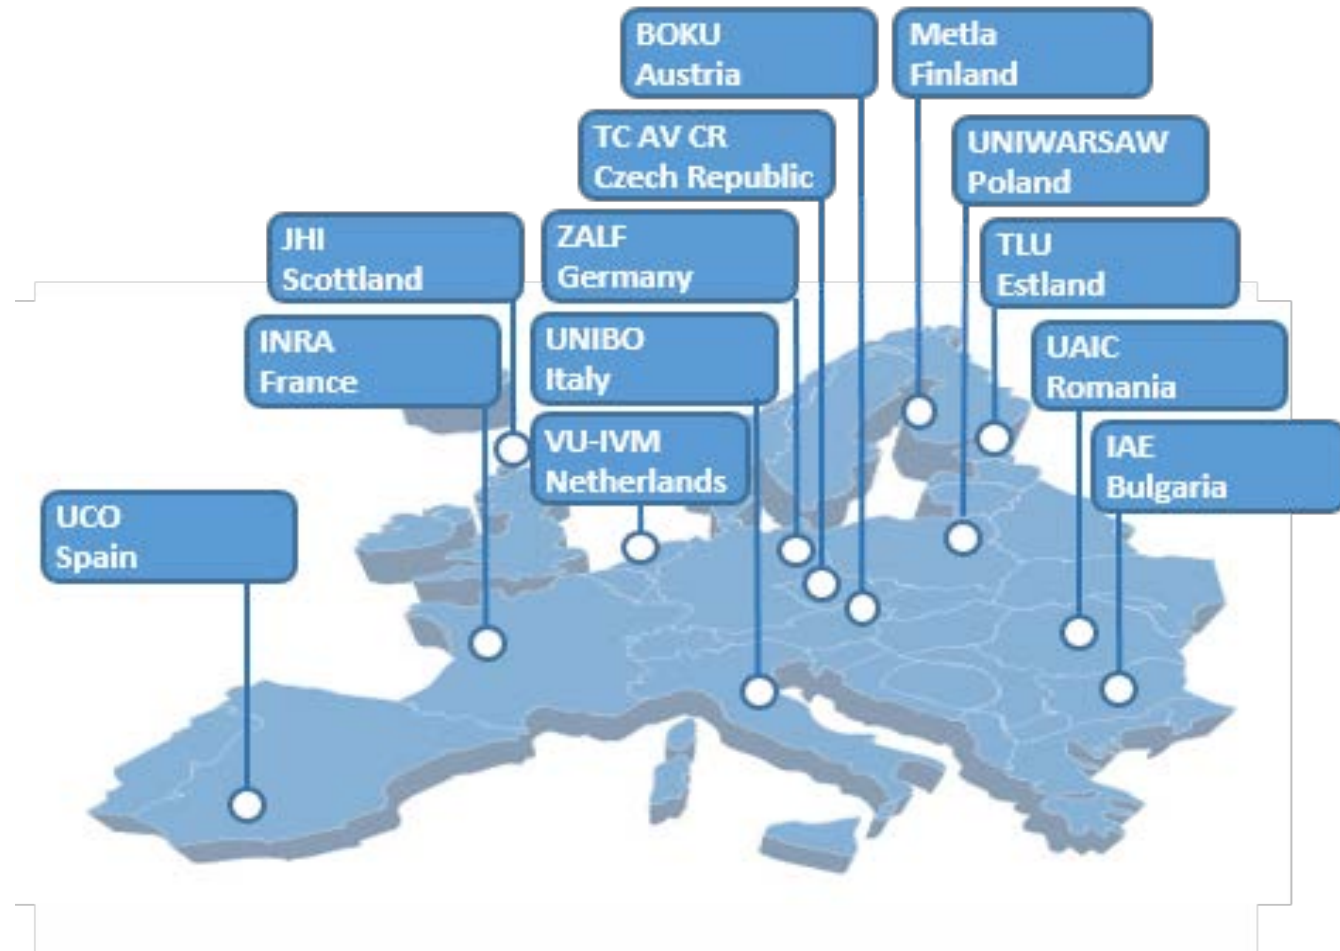 BOKU
Austria
Metla
Finland
TC AV CR
Czech Republic
UNIWARSAW
Poland
JHI
Scottland
ZALF
Germany
TLU
Estland
INRA
France
UNIBO
Italy
UAIC
Romania
VU-IVM
Netherlands
IAE
Bulgaria
UCO
Spain